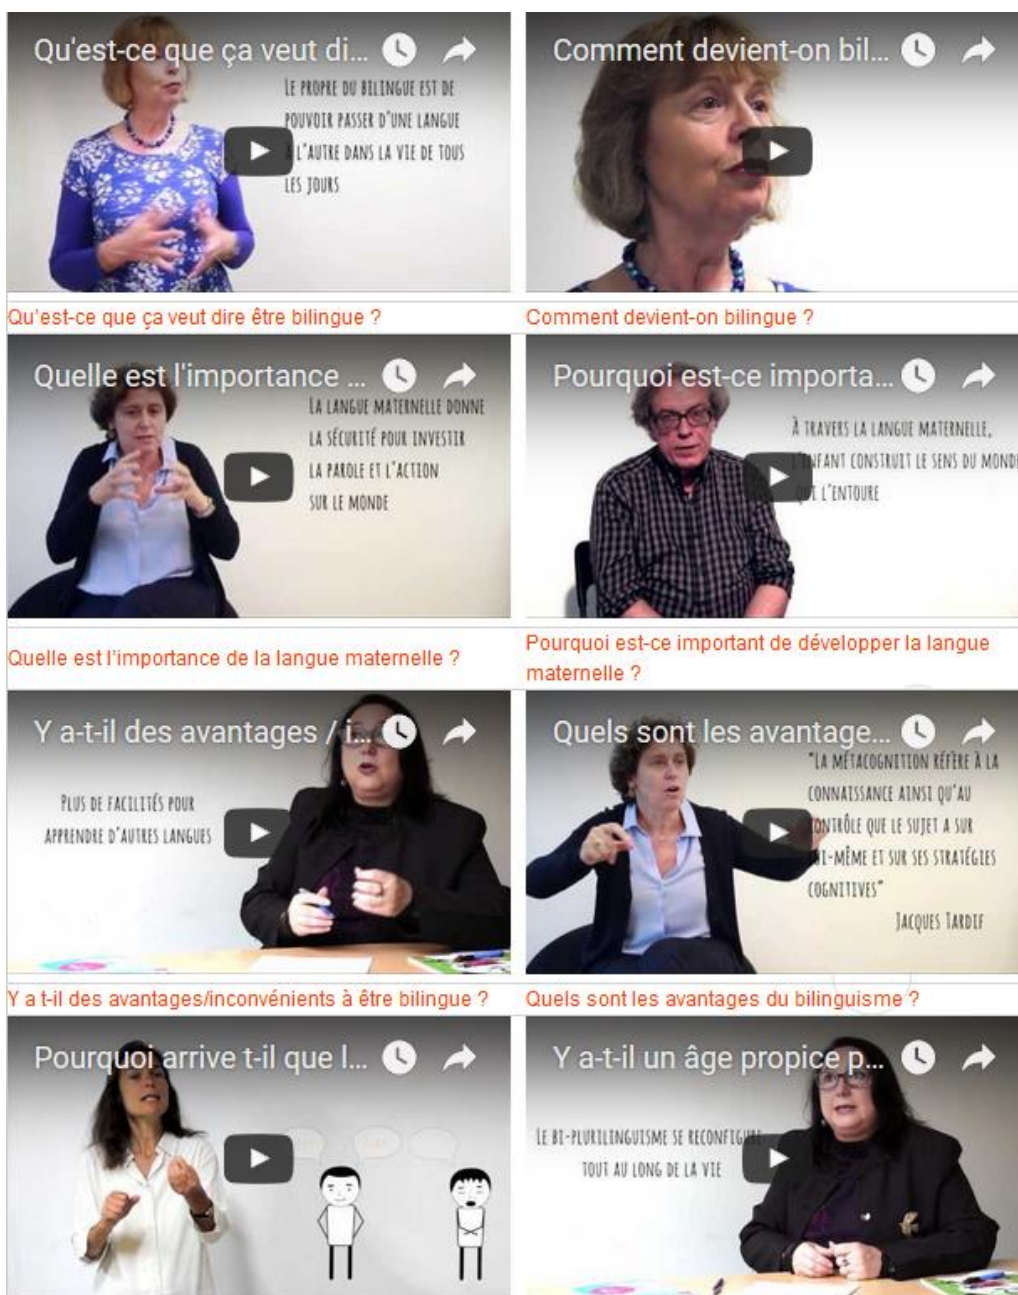 Qu'est-ce que ça veut di...
LE PROPRE DU BILINGUE EST DE
POUVOIR PASSER D'UNE LANGUE
L'AUTRE DANS LA VIE DE TOUS
LES JOURS
Comment devient-on bil...
Qu'est-ce que ça veut dire être bilingue ?
Comment devient-on bilingue ?
Quelle est l'importance ...
LA LANGUE MATERNELLE DONNE
LA SÉCURITÉ POUR INVESTIR
LA PAROLE ET L'ACTION
SUR LE MONDE
Pourquoi est-ce importa...
À TRAVERS LA LANGUE MATERNELLE,
L'ENFANT CONSTRUIT LE SENS DU MONDE
QUI L'ENTOURE
Quelle est l'importance de la langue maternelle ?
Pourquoi est-ce important de développer la langue
maternelle ?
Y a-t-il des avantages / i...
PLUS DE FACILITÉS POUR
APPRENDRE D'AUTRES LANGUES
Quels sont les avantage...
"LA MÉTACOGNITION RÉFÈRE À LA
CONNAISSANCE AINSI QU'AU
CONTRÔLE QUE LE SUJET A SUR
LUI-MÊME ET SUR SES STRATÉGIES
COGNITIVES"
JACQUES TARDIF
Y a t-il des avantages/inconvénients à être bilingue ?
Quels sont les avantages du bilinguisme ?
Pourquoi arrive t-il que l...
Y a-t-il un âge propice p...
LE BI-PLURILINGUISME SE RECONFIGURE
TOUT AU LONG DE LA VIE